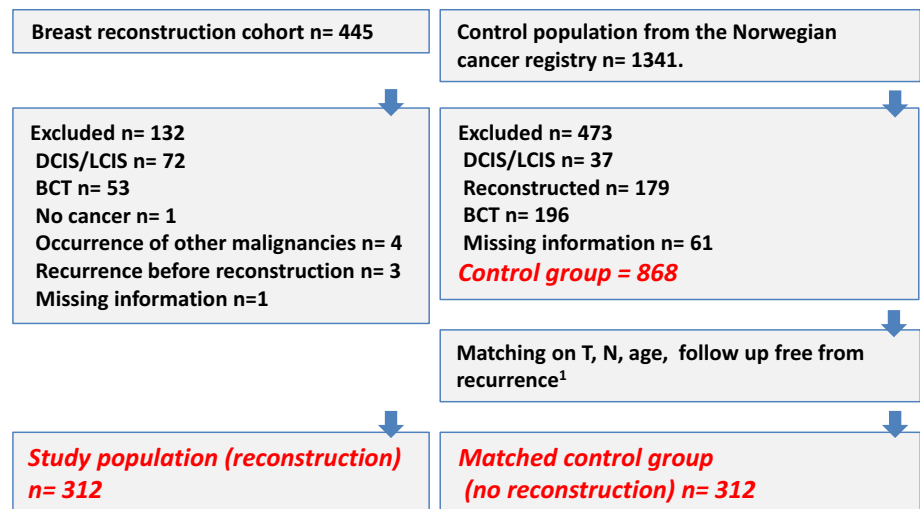 Breast reconstruction cohort n= 445
Control population from the Norwegian
cancer registry n= 1341.
Excluded n= 132
DCIS/LCIS n= 72
BCT n= 53
No cancer n= 1
Occurrence of other malignancies n= 4
Recurrence before reconstruction n= 3
Missing information n=1
Excluded n= 473
DCIS/LCIS n= 37
Reconstructed n= 179
BCT n= 196
Missing information n= 61
Control group = 868
Matching on T, N, age, follow up free from
recurrence¹
Study population (reconstruction)
n= 312
Matched control group
(no reconstruction) n= 312